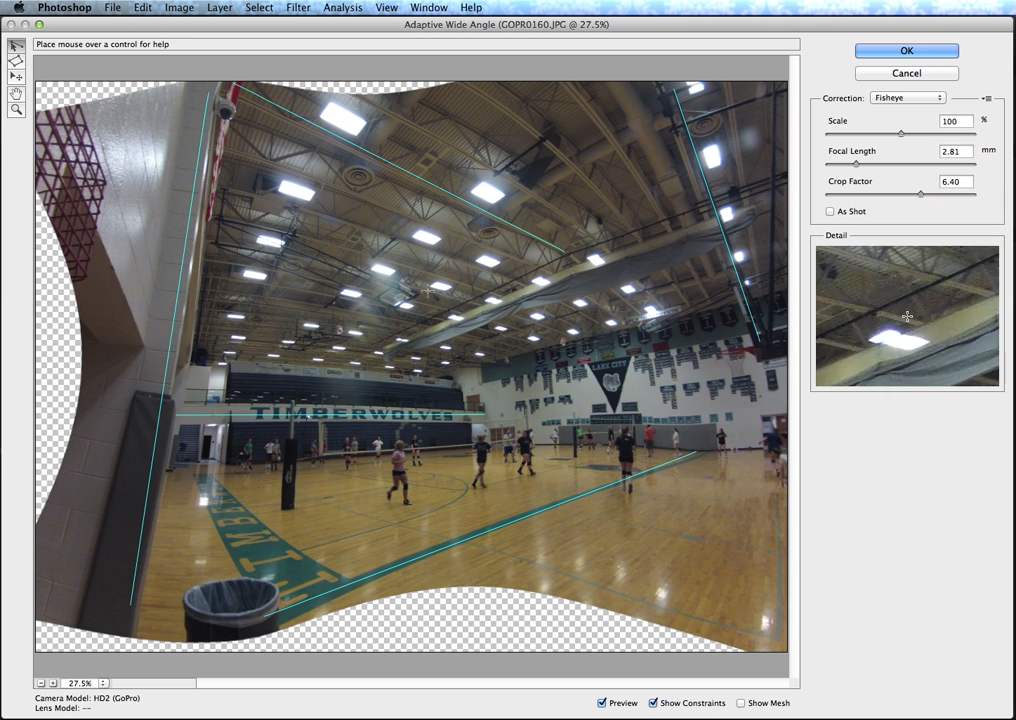 Photoshop File Edit Image Layer Select Filter Analysis View Window Help
Adaptive Wide Angle (GOPR0160.JPG @ 27.5%)
Place mouse over a control for help
OK
Cancel
Correction: Fisheye
Scale 100 %
Focal Length 2.81 mm
Crop Factor 6.40
As Shot
Detail
LAKE CITY
TIMBERWOLVES
TIMBE
27.5%
Camera Model: HD2 (GoPro)
Lens Model: --
Preview Show Constraints Show Mesh